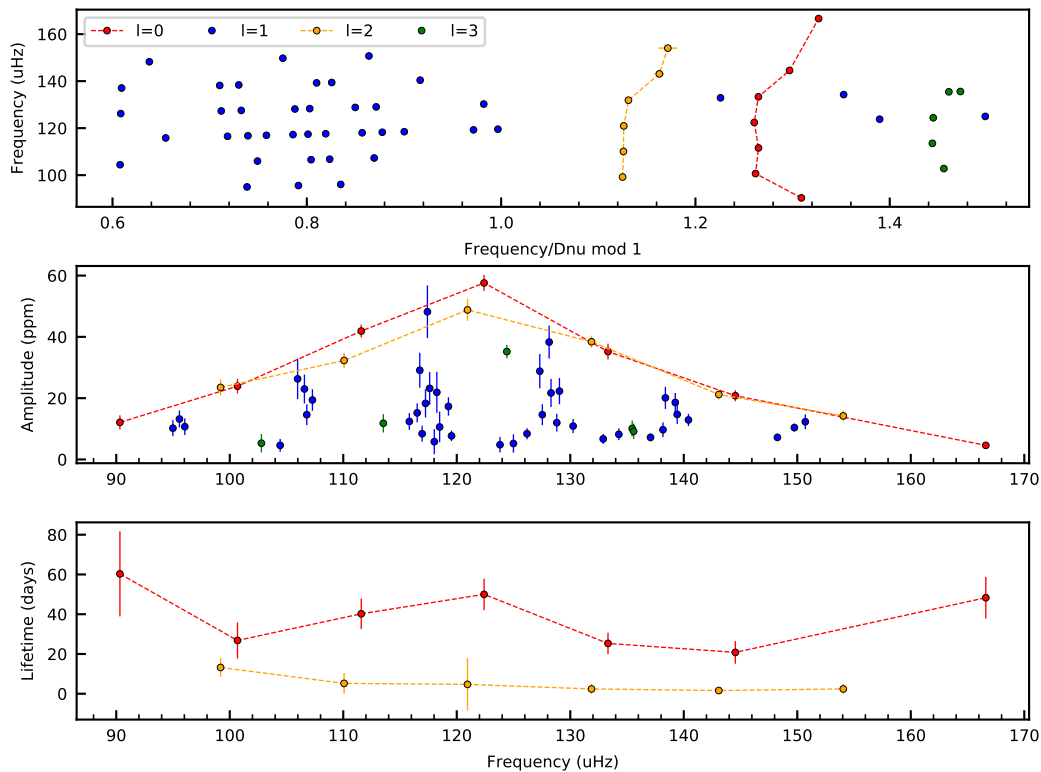 l=0 l=1 l=2 l=3
Frequency (uHz)
160
140
120
100
0.6 0.8 1.0 1.2 1.4
Frequency/Dnu mod 1
Amplitude (ppm)
60
40
20
0
90 100 110 120 130 140 150 160 170
Lifetime (days)
80
60
40
20
0
90 100 110 120 130 140 150 160 170
Frequency (uHz)